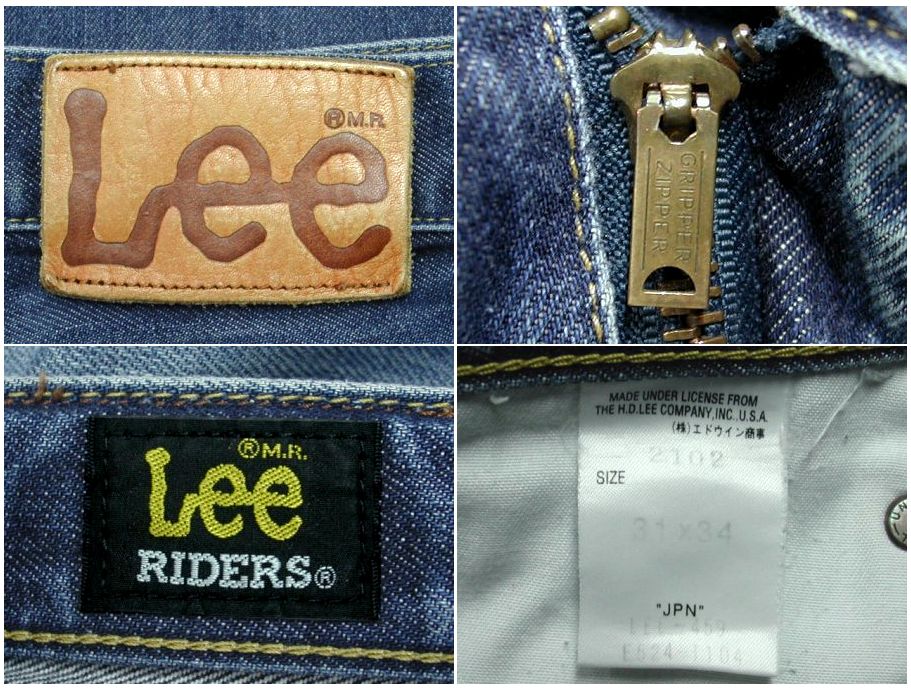 ® M.R.
Lee
GRIPPER
ZIPPER
® M.R.
Lee
RIDERS®
MADE UNDER LICENSE FROM
THE H.D.LEE COMPANY,INC. U.S.A.
(株)エドウイン商事
2102
SIZE
31×34
"JPN"
UN